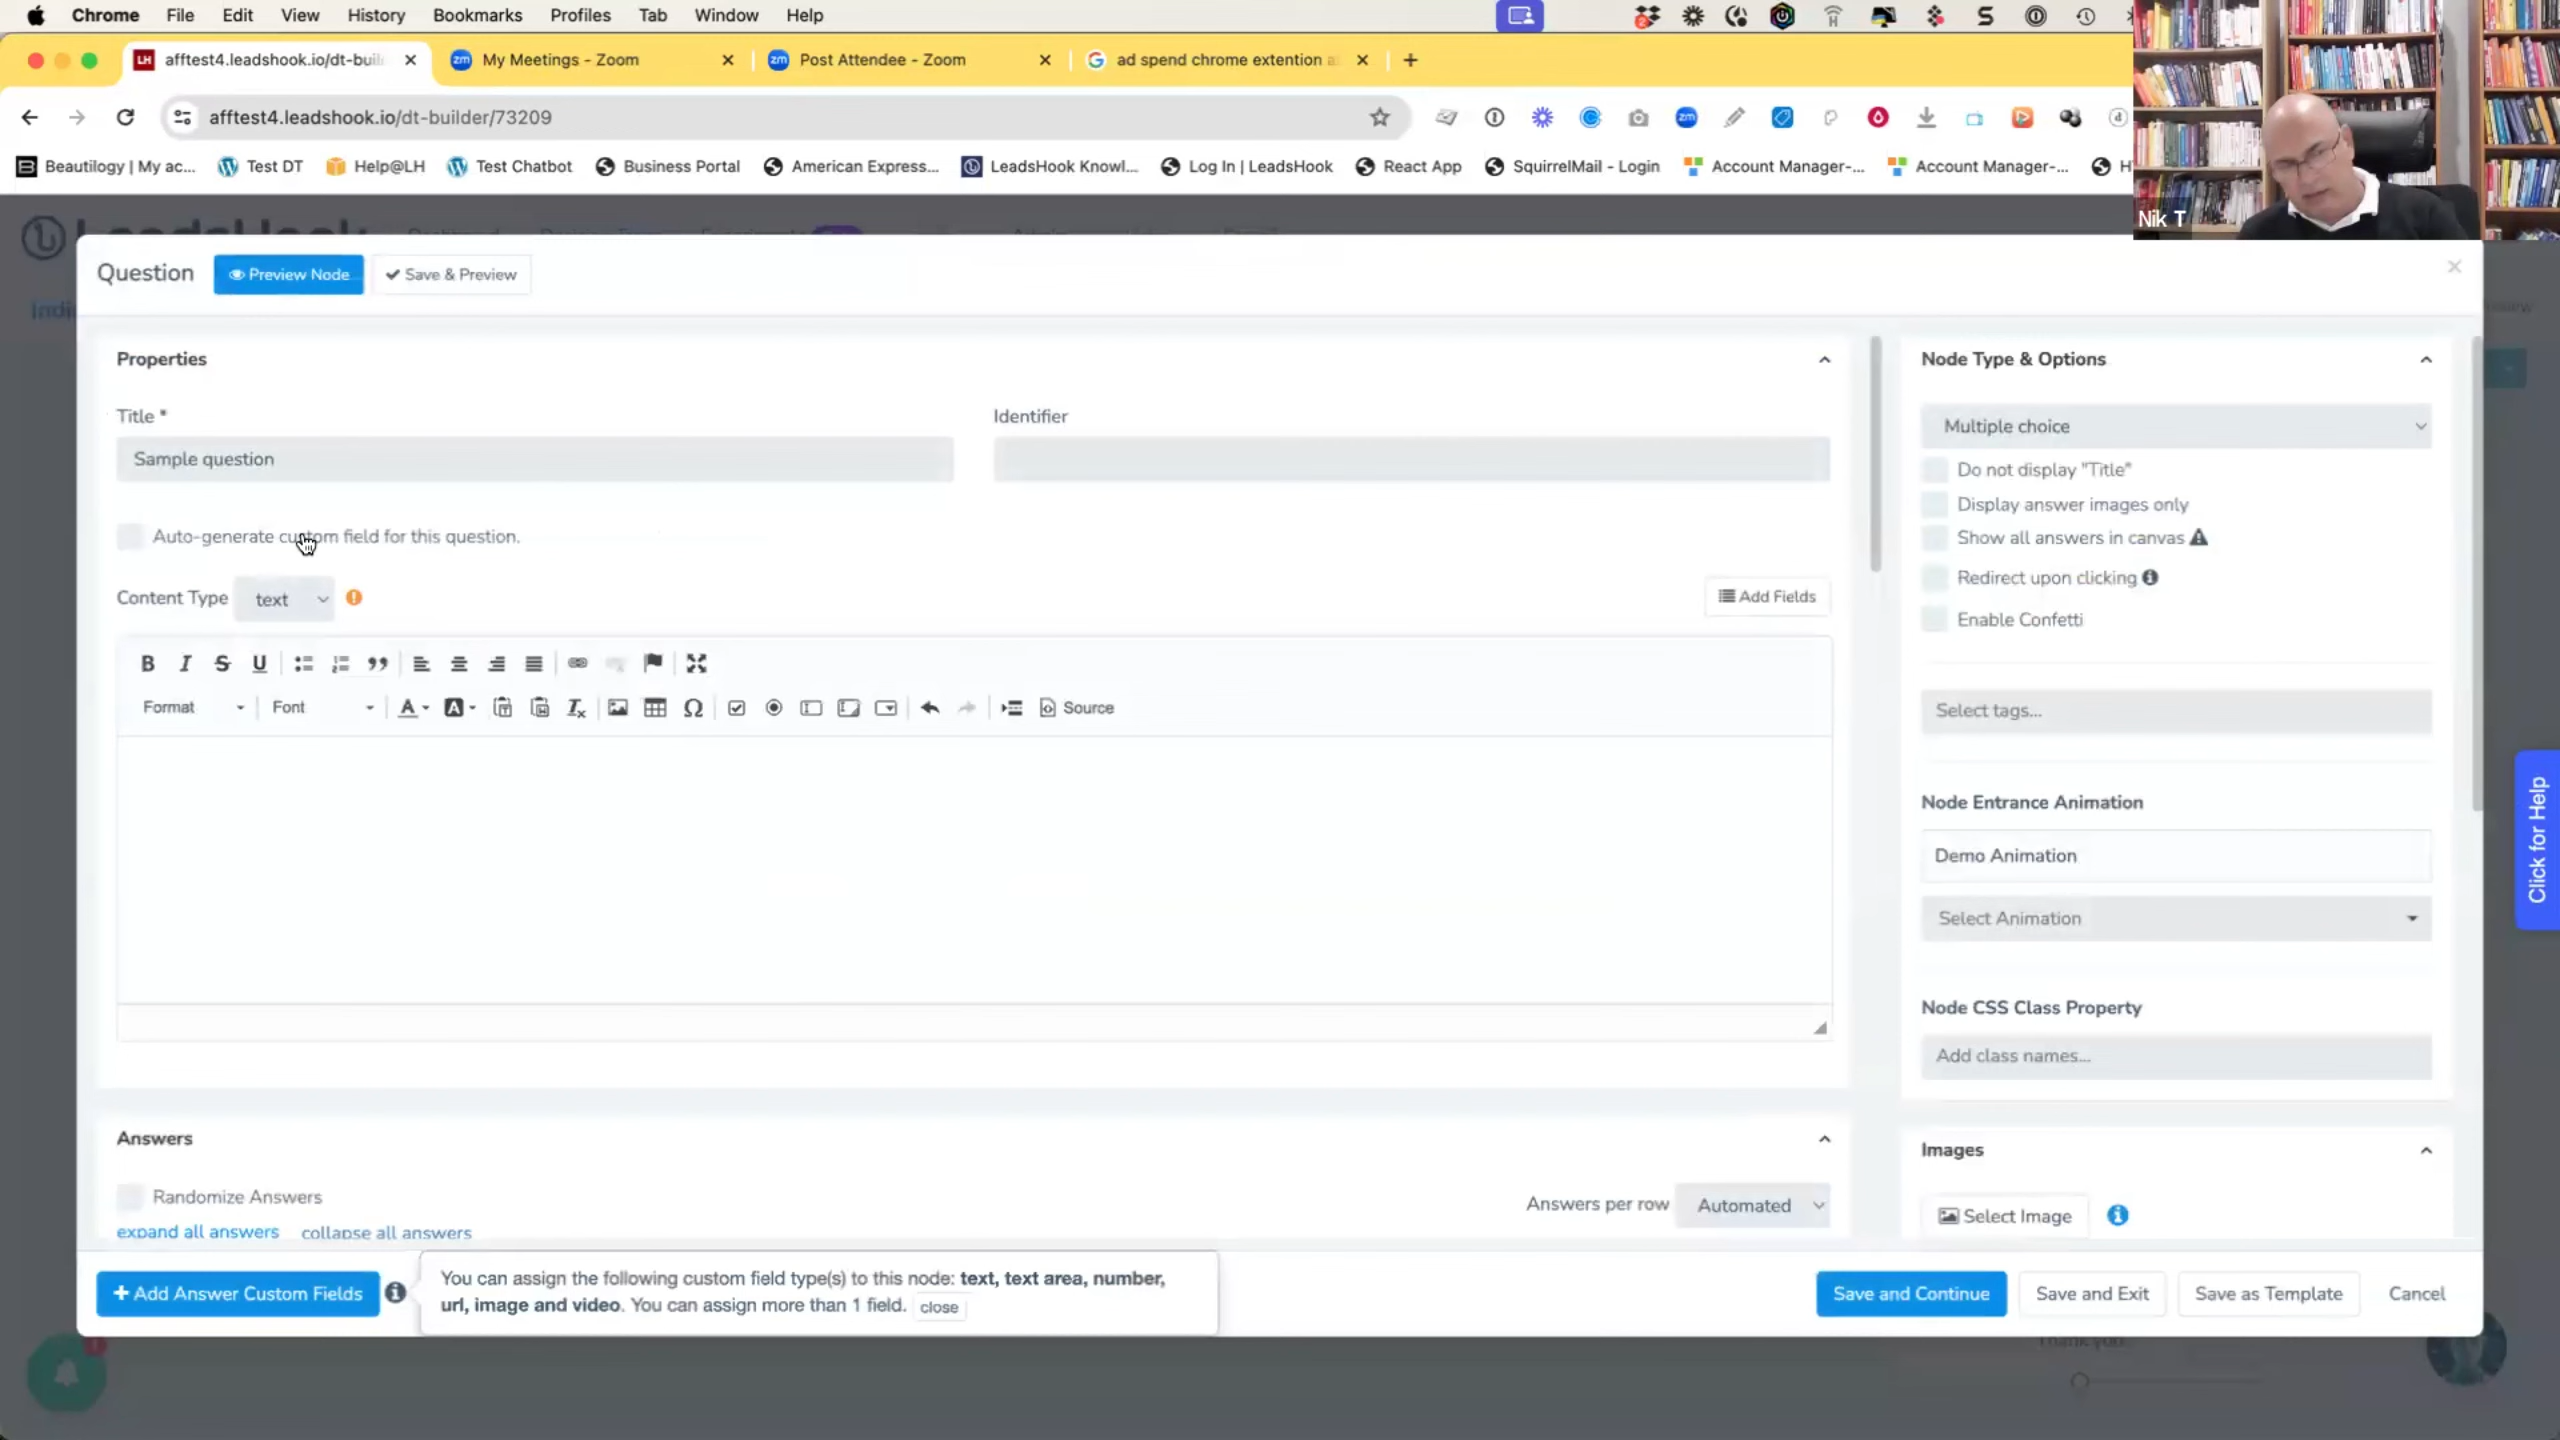 Chrome File Edit View History Bookmarks Profiles Tab Window Help
afftest4.leadshook.io/dt-buil
My Meetings - Zoom
Post Attendee - Zoom
ad spend chrome extention a
afftest4.leadshook.io/dt-builder/73209
Beautilogy | My ac...
Test DT
Help@LH
Test Chatbot
Business Portal
American Express...
LeadsHook Knowl...
Log In | LeadsHook
React App
SquirrelMail - Login
Account Manager-...
Account Manager-...
Nik T
Question
Preview Node
Save & Preview
Properties
Title *
Identifier
Sample question
Auto-generate custom field for this question.
Content Type
text
Add Fields
Format
Font
Source
Answers
Randomize Answers
Answers per row
Automated
expand all answers
collapse all answers
Node Type & Options
Multiple choice
Do not display "Title"
Display answer images only
Show all answers in canvas
Redirect upon clicking
Enable Confetti
Select tags...
Node Entrance Animation
Demo Animation
Select Animation
Node CSS Class Property
Add class names...
Images
Select Image
Click for Help
+ Add Answer Custom Fields
You can assign the following custom field type(s) to this node: text, text area, number,
url, image and video. You can assign more than 1 field. close
Save and Continue
Save and Exit
Save as Template
Cancel